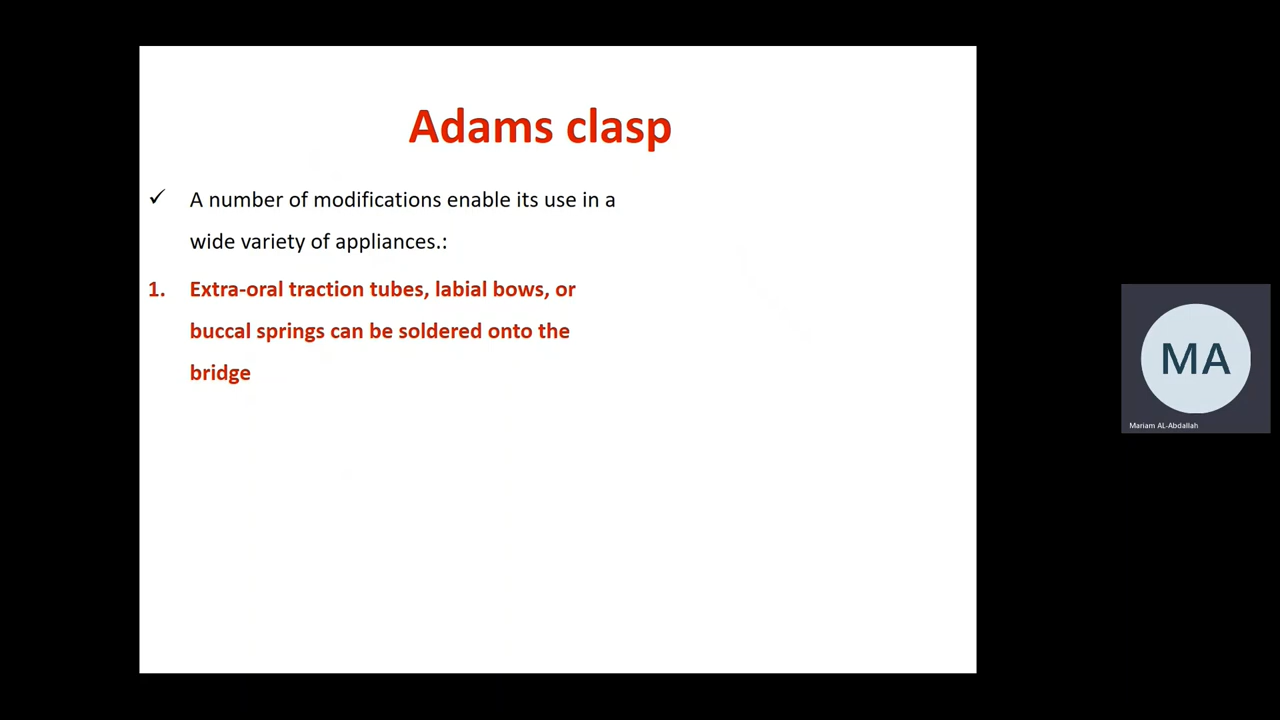 Adams clasp
✓ A number of modifications enable its use in a
wide variety of appliances.:
1. Extra-oral traction tubes, labial bows, or
buccal springs can be soldered onto the
bridge
MA
Mariam AL-Abdallah